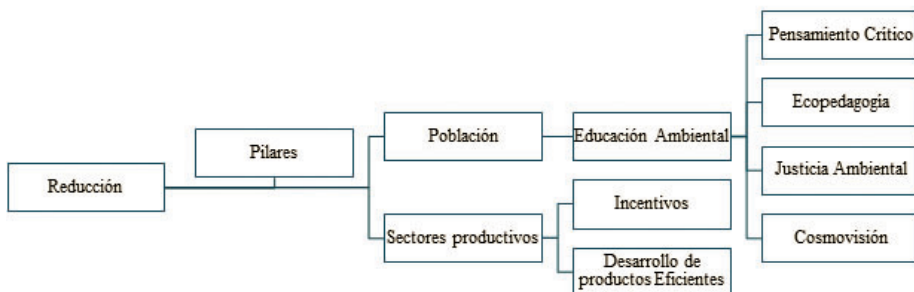 Reducción
Pilares
Población
Educación Ambiental
Pensamiento Crítico
Ecopedagogía
Justicia Ambiental
Cosmovisión
Sectores productivos
Incentivos
Desarrollo de
productos Eficientes